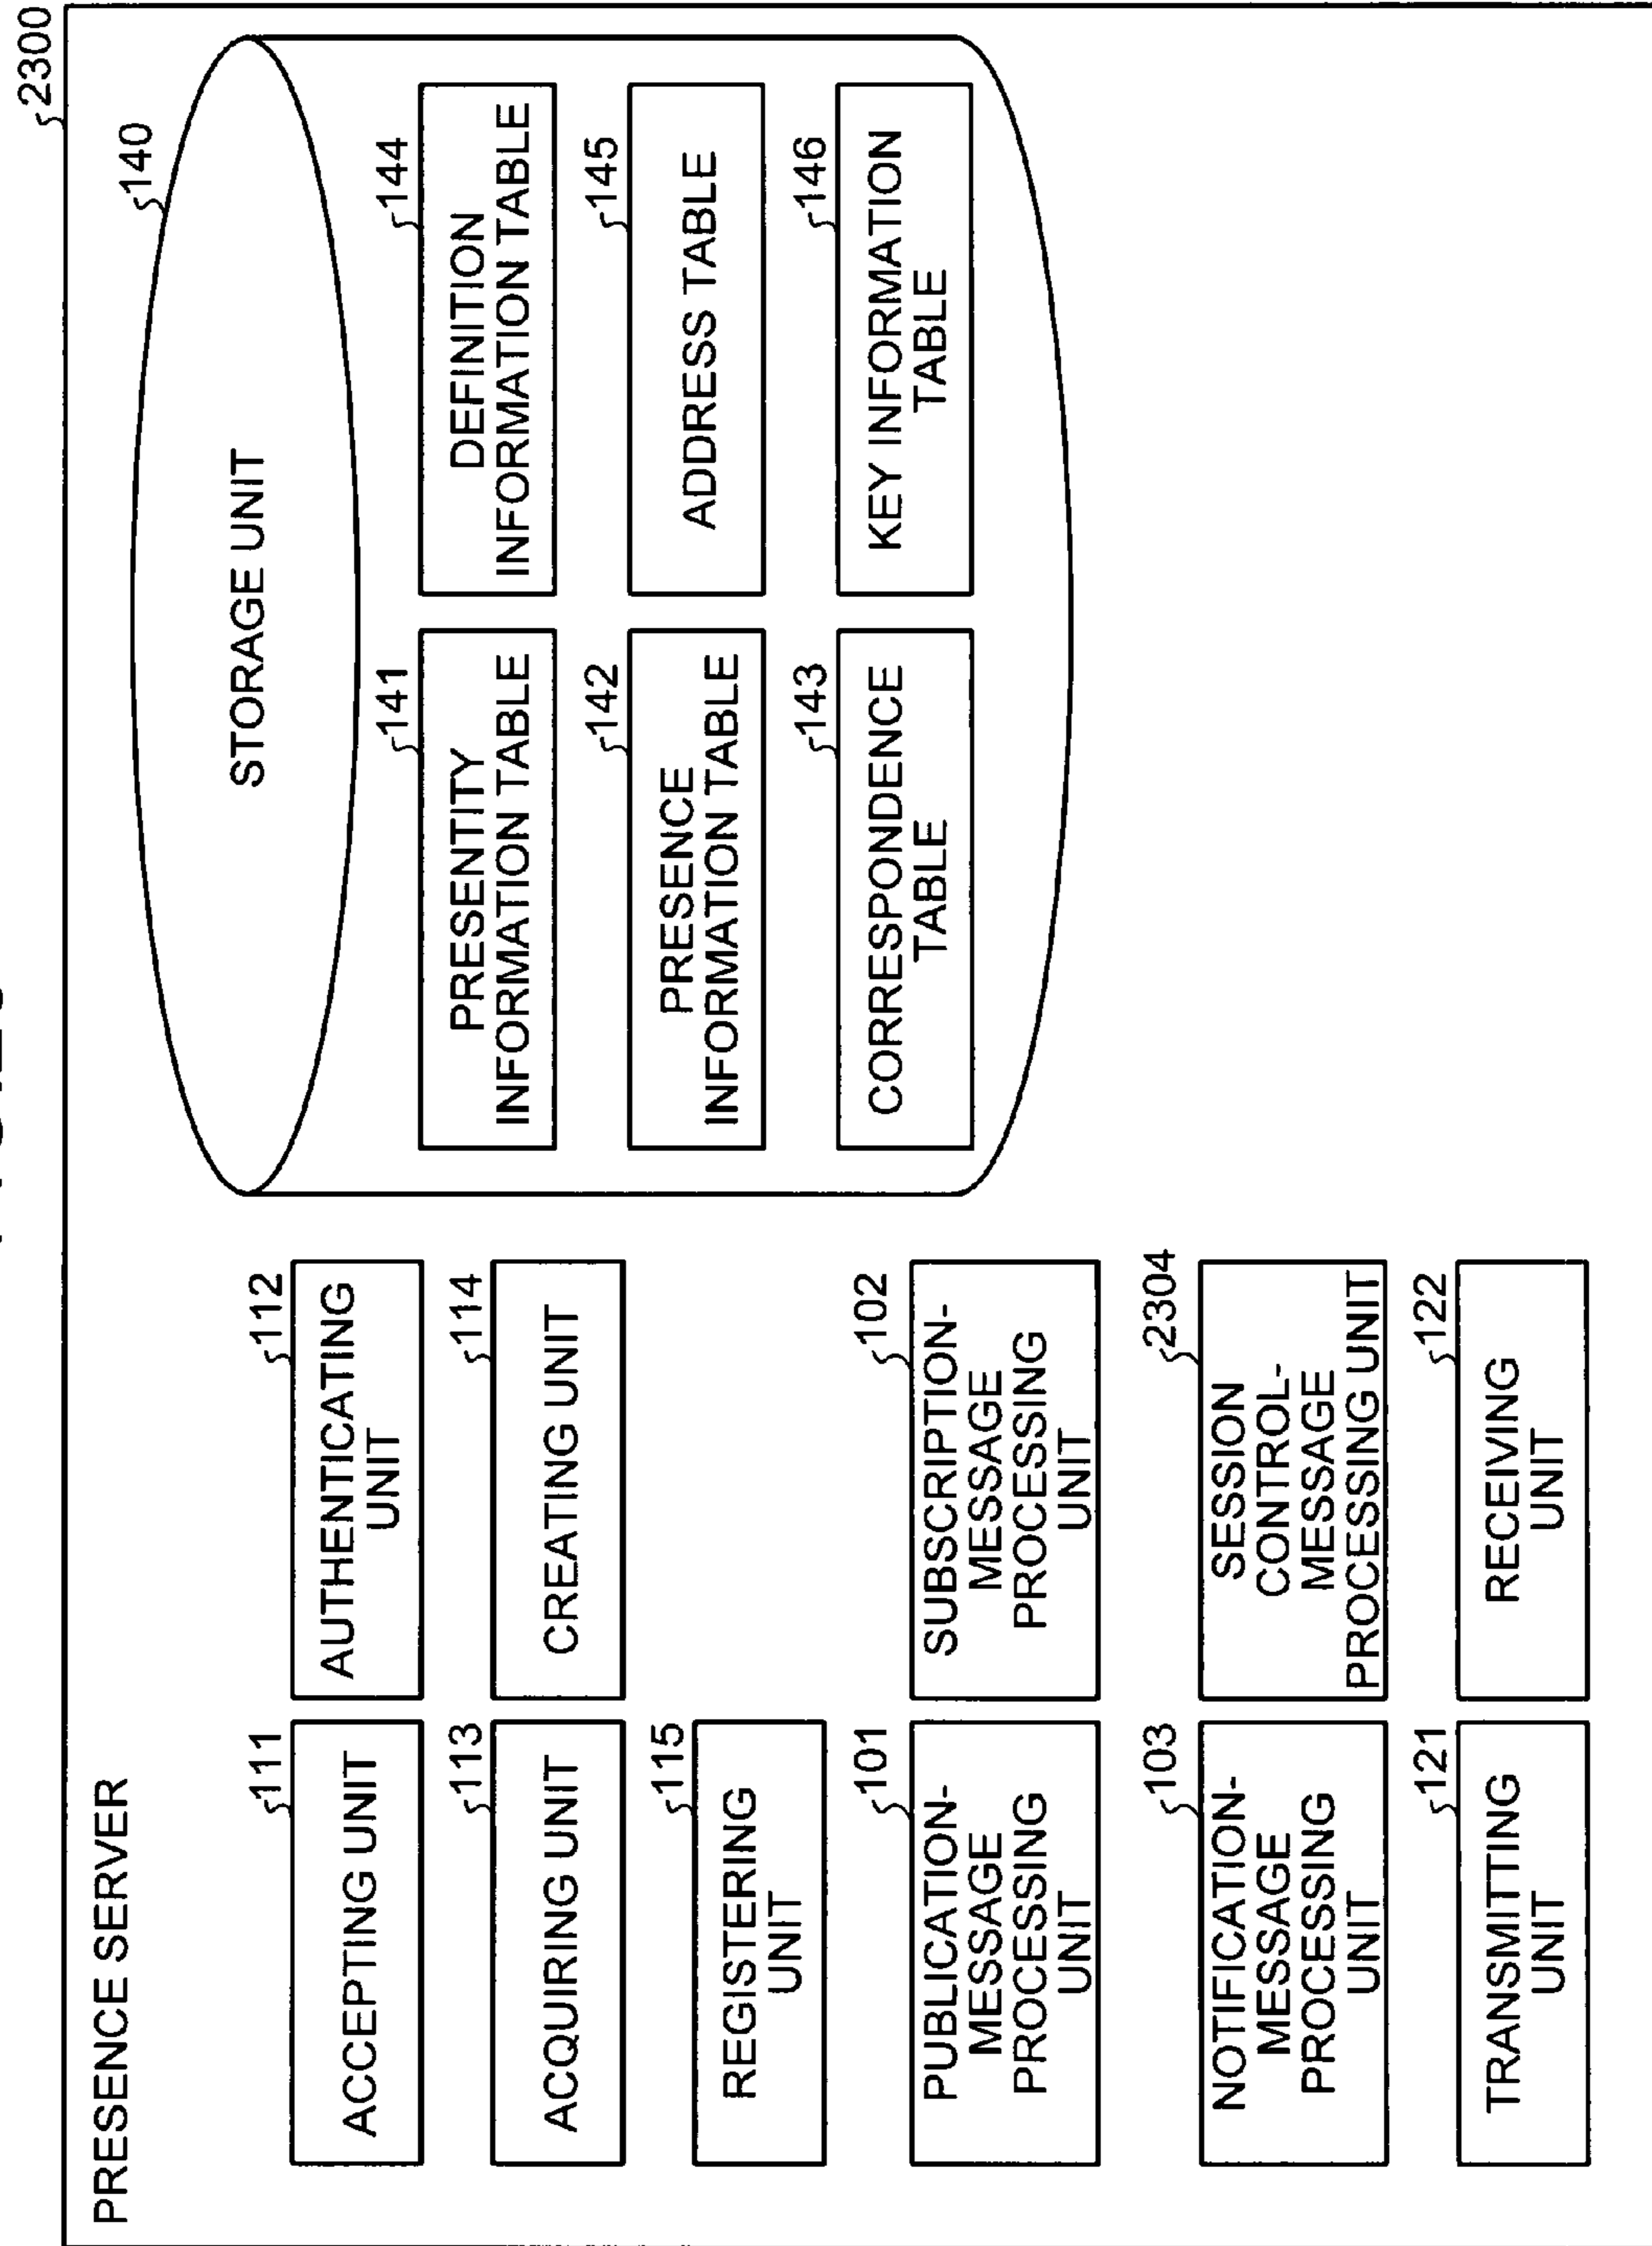 2300
PRESENCE SERVER
111
ACCEPTING UNIT
112
AUTHENTICATING
UNIT
113
ACQUIRING UNIT
114
CREATING UNIT
115
REGISTERING
UNIT
101
PUBLICATION-
MESSAGE
PROCESSING
UNIT
102
SUBSCRIPTION-
MESSAGE
PROCESSING
UNIT
103
NOTIFICATION-
MESSAGE
PROCESSING
UNIT
2304
SESSION
CONTROL-
MESSAGE
PROCESSING UNIT
121
TRANSMITTING
UNIT
122
RECEIVING
UNIT
140
STORAGE UNIT
141
PRESENTITY
INFORMATION TABLE
144
DEFINITION
INFORMATION TABLE
142
PRESENCE
INFORMATION TABLE
145
ADDRESS TABLE
143
CORRESPONDENCE
TABLE
146
KEY INFORMATION
TABLE